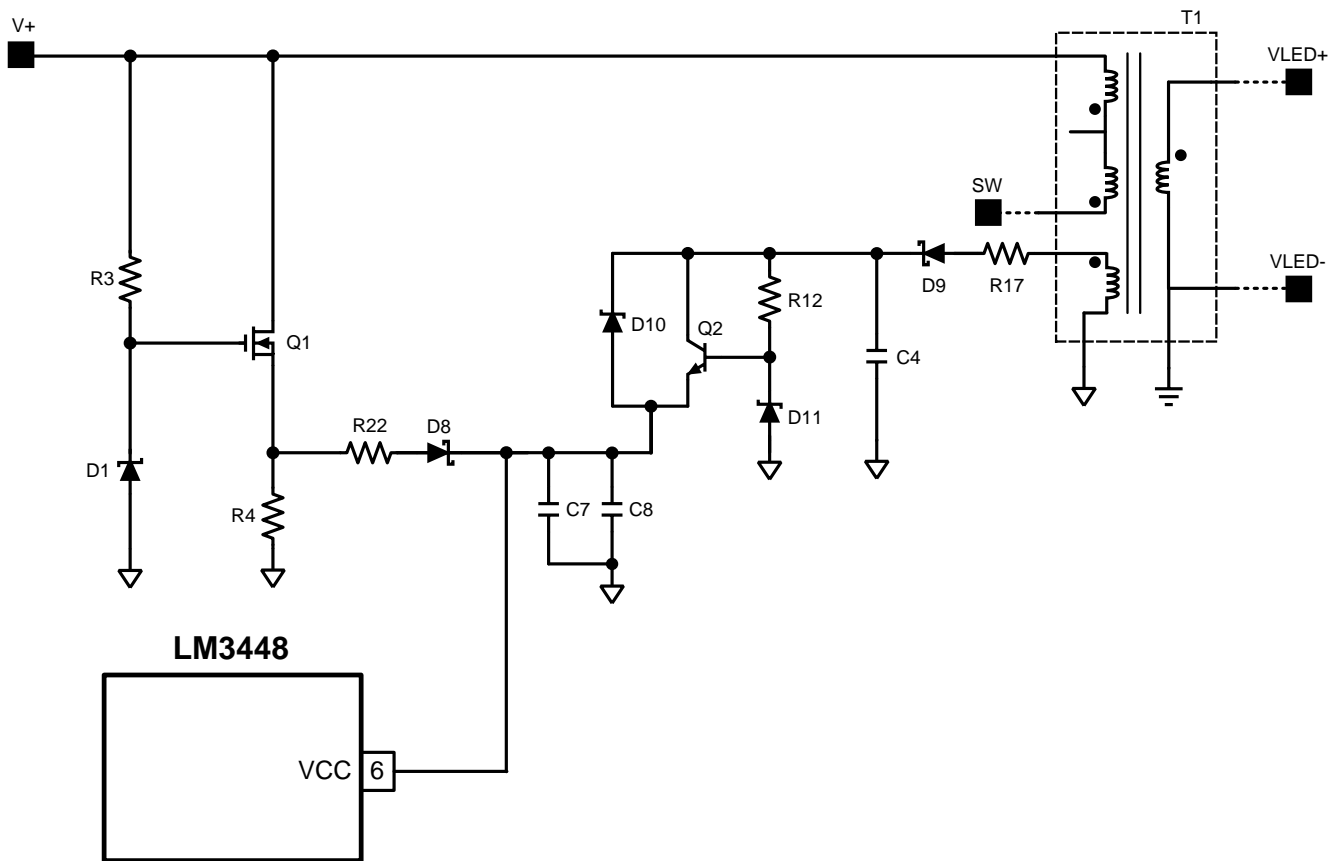 V+
T1
VLED+
SW
VLED-
R3
D9
R17
R12
D10
Q2
Q1
C4
D11
R22
D8
D1
R4
C7
C8
LM3448
VCC
6